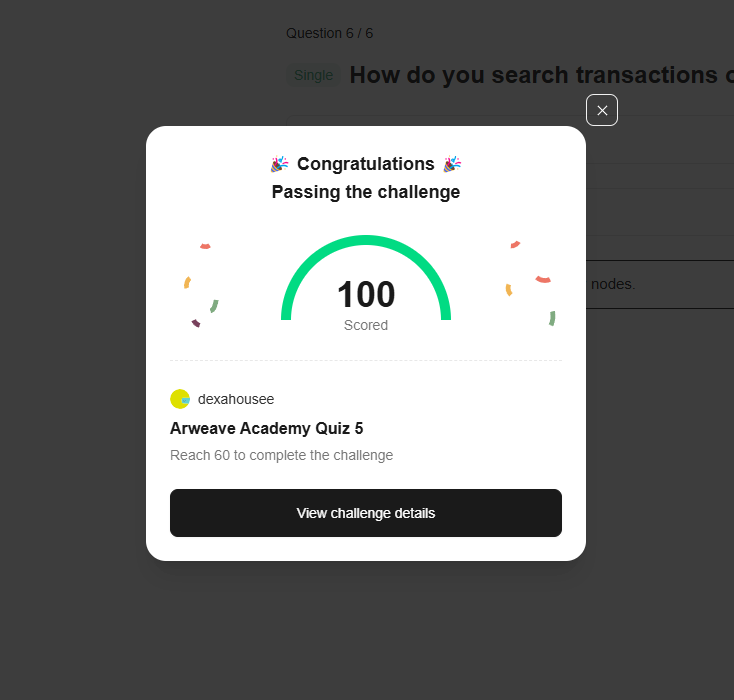 Question 6 / 6
Single How do you search transactions
Congratulations
Passing the challenge
nodes.
100
Scored
dexahousee
Arweave Academy Quiz 5
Reach 60 to complete the challenge
View challenge details